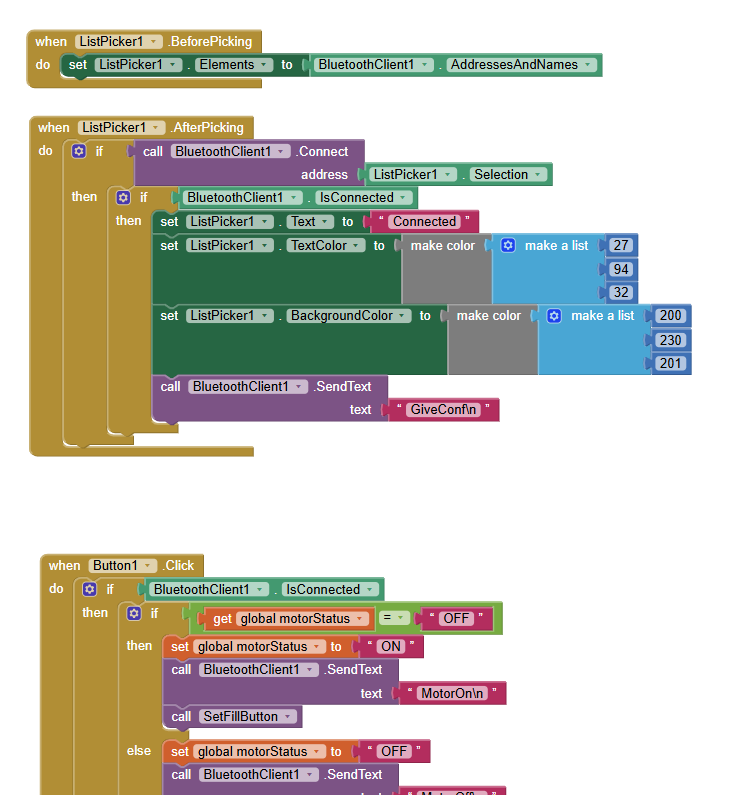 when ListPicker1 .BeforePicking
do set ListPicker1 . Elements to BluetoothClient1 . AddressesAndNames
when ListPicker1 .AfterPicking
do if call BluetoothClient1 .Connect
address ListPicker1 . Selection
then if BluetoothClient1 . IsConnected
then set ListPicker1 . Text to “ Connected ”
set ListPicker1 . TextColor to make color make a list 27
94
32
set ListPicker1 . BackgroundColor to make color make a list 200
230
201
call BluetoothClient1 .SendText
text “ GiveConf\n ”
when Button1 .Click
do if BluetoothClient1 . IsConnected
then if get global motorStatus = “ OFF ”
then set global motorStatus to “ ON ”
call BluetoothClient1 .SendText
text “ MotorOn\n ”
call SetFillButton
else set global motorStatus to “ OFF ”
call BluetoothClient1 .SendText